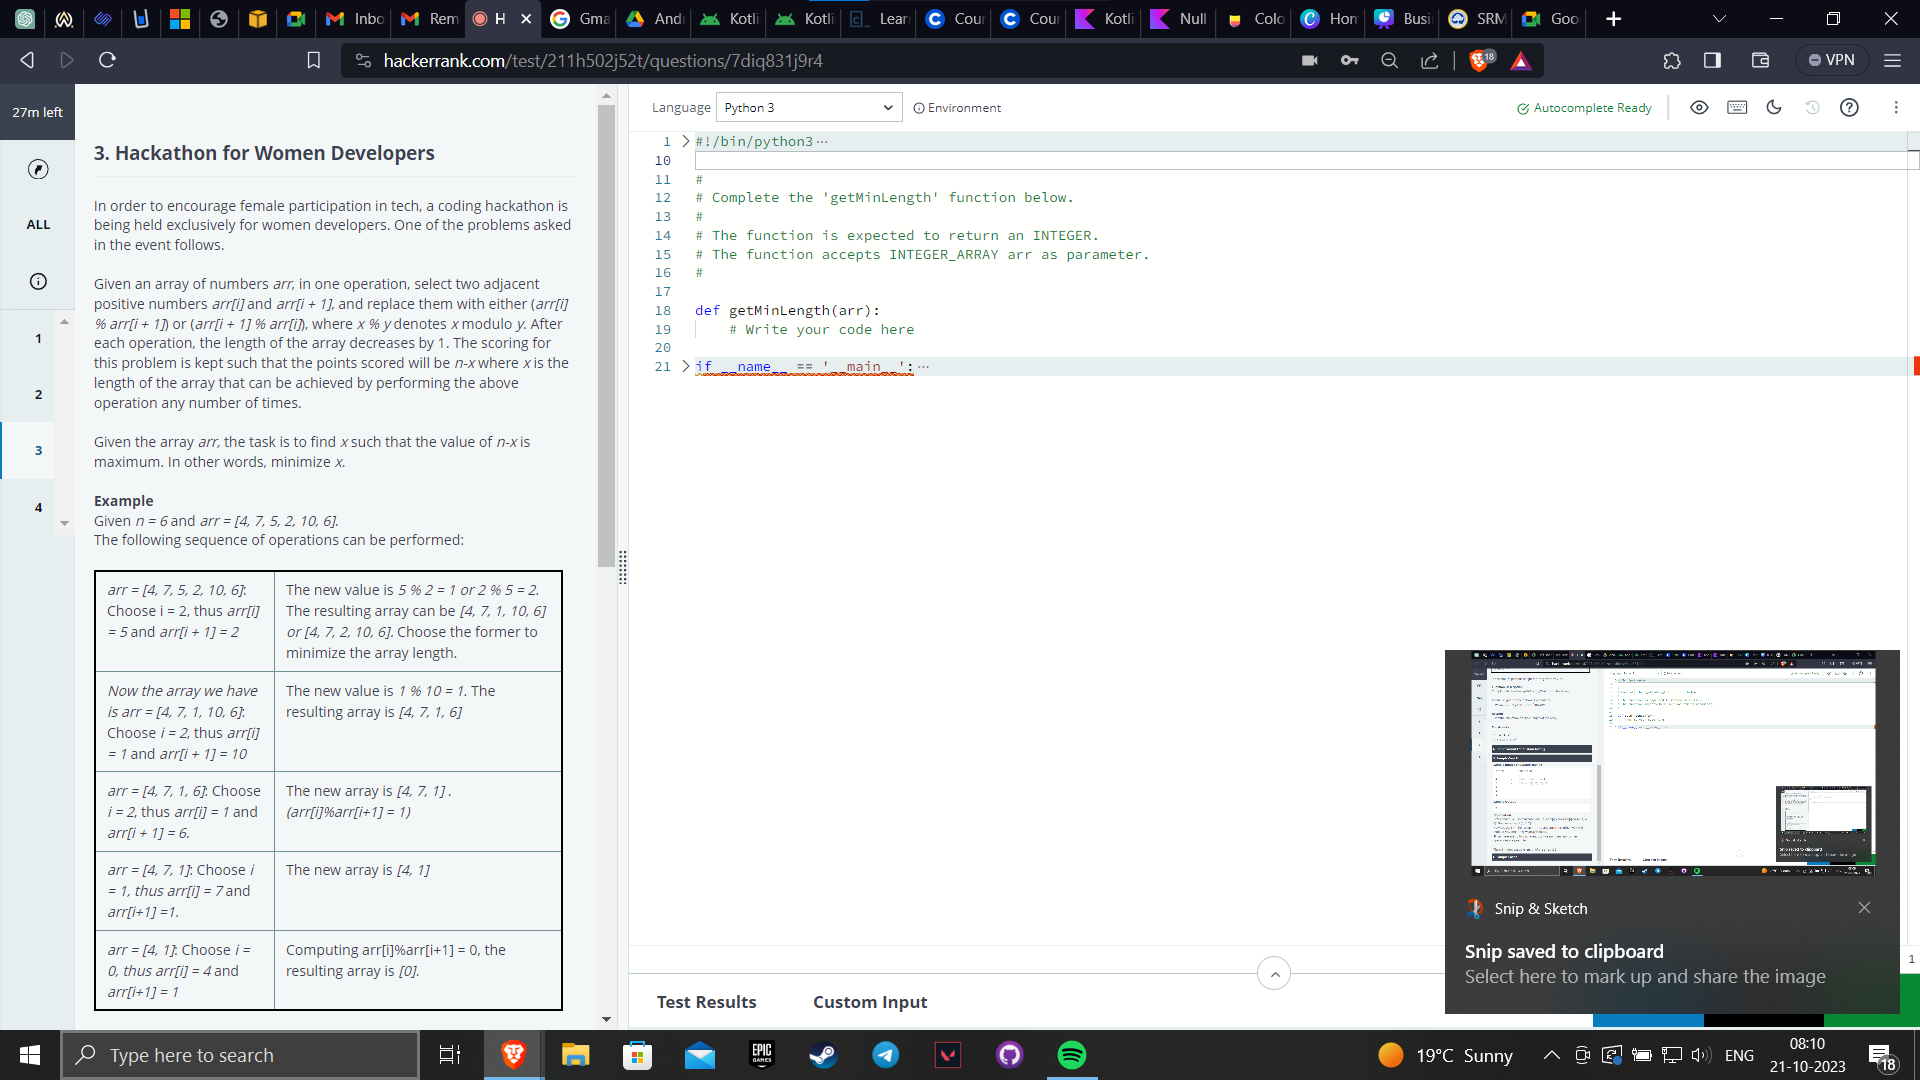 Inbo
Rem
H
Gma
And
Kotli
Kotli
Lear
Cour
Cour
Kotli
Null
Colo
Hom
Busi
SRM
Goo
hackerrank.com/test/211h502j52t/questions/7diq831j9r4
18
VPN
27m left
ALL
1
2
3
4
3. Hackathon for Women Developers
In order to encourage female participation in tech, a coding hackathon is
being held exclusively for women developers. One of the problems asked
in the event follows.
Given an array of numbers arr, in one operation, select two adjacent
positive numbers arr[i] and arr[i + 1], and replace them with either (arr[i]
% arr[i + 1]) or (arr[i + 1] % arr[i]), where x % y denotes x modulo y. After
each operation, the length of the array decreases by 1. The scoring for
this problem is kept such that the points scored will be n-x where x is the
length of the array that can be achieved by performing the above
operation any number of times.
Given the array arr, the task is to find x such that the value of n-x is
maximum. In other words, minimize x.
Example
Given n = 6 and arr = [4, 7, 5, 2, 10, 6].
The following sequence of operations can be performed:
arr = [4, 7, 5, 2, 10, 6]:
Choose i = 2, thus arr[i]
= 5 and arr[i + 1] = 2
The new value is 5 % 2 = 1 or 2 % 5 = 2.
The resulting array can be [4, 7, 1, 10, 6]
or [4, 7, 2, 10, 6]. Choose the former to
minimize the array length.
Now the array we have
is arr = [4, 7, 1, 10, 6]:
Choose i = 2, thus arr[i]
= 1 and arr[i + 1] = 10
The new value is 1 % 10 = 1. The
resulting array is [4, 7, 1, 6]
arr = [4, 7, 1, 6]: Choose
i = 2, thus arr[i] = 1 and
arr[i + 1] = 6.
The new array is [4, 7, 1] .
(arr[i]%arr[i+1] = 1)
arr = [4, 7, 1]: Choose i
= 1, thus arr[i] = 7 and
arr[i+1] =1.
The new array is [4, 1]
arr = [4, 1]: Choose i =
0, thus arr[i] = 4 and
arr[i+1] = 1
Computing arr[i]%arr[i+1] = 0, the
resulting array is [0].
Language Python 3 Environment
Autocomplete Ready
1 #!/bin/python3 ···
10
11 #
12 # Complete the 'getMinLength' function below.
13 #
14 # The function is expected to return an INTEGER.
15 # The function accepts INTEGER_ARRAY arr as parameter.
16 #
17
18 def getMinLength(arr):
19 # Write your code here
20
21 if __name__ == '__main__': ···
Test Results Custom Input
1
Snip & Sketch
Snip saved to clipboard
Select here to mark up and share the image
Type here to search
EPIC GAMES
19°C Sunny
ENG
08:10
21-10-2023
18